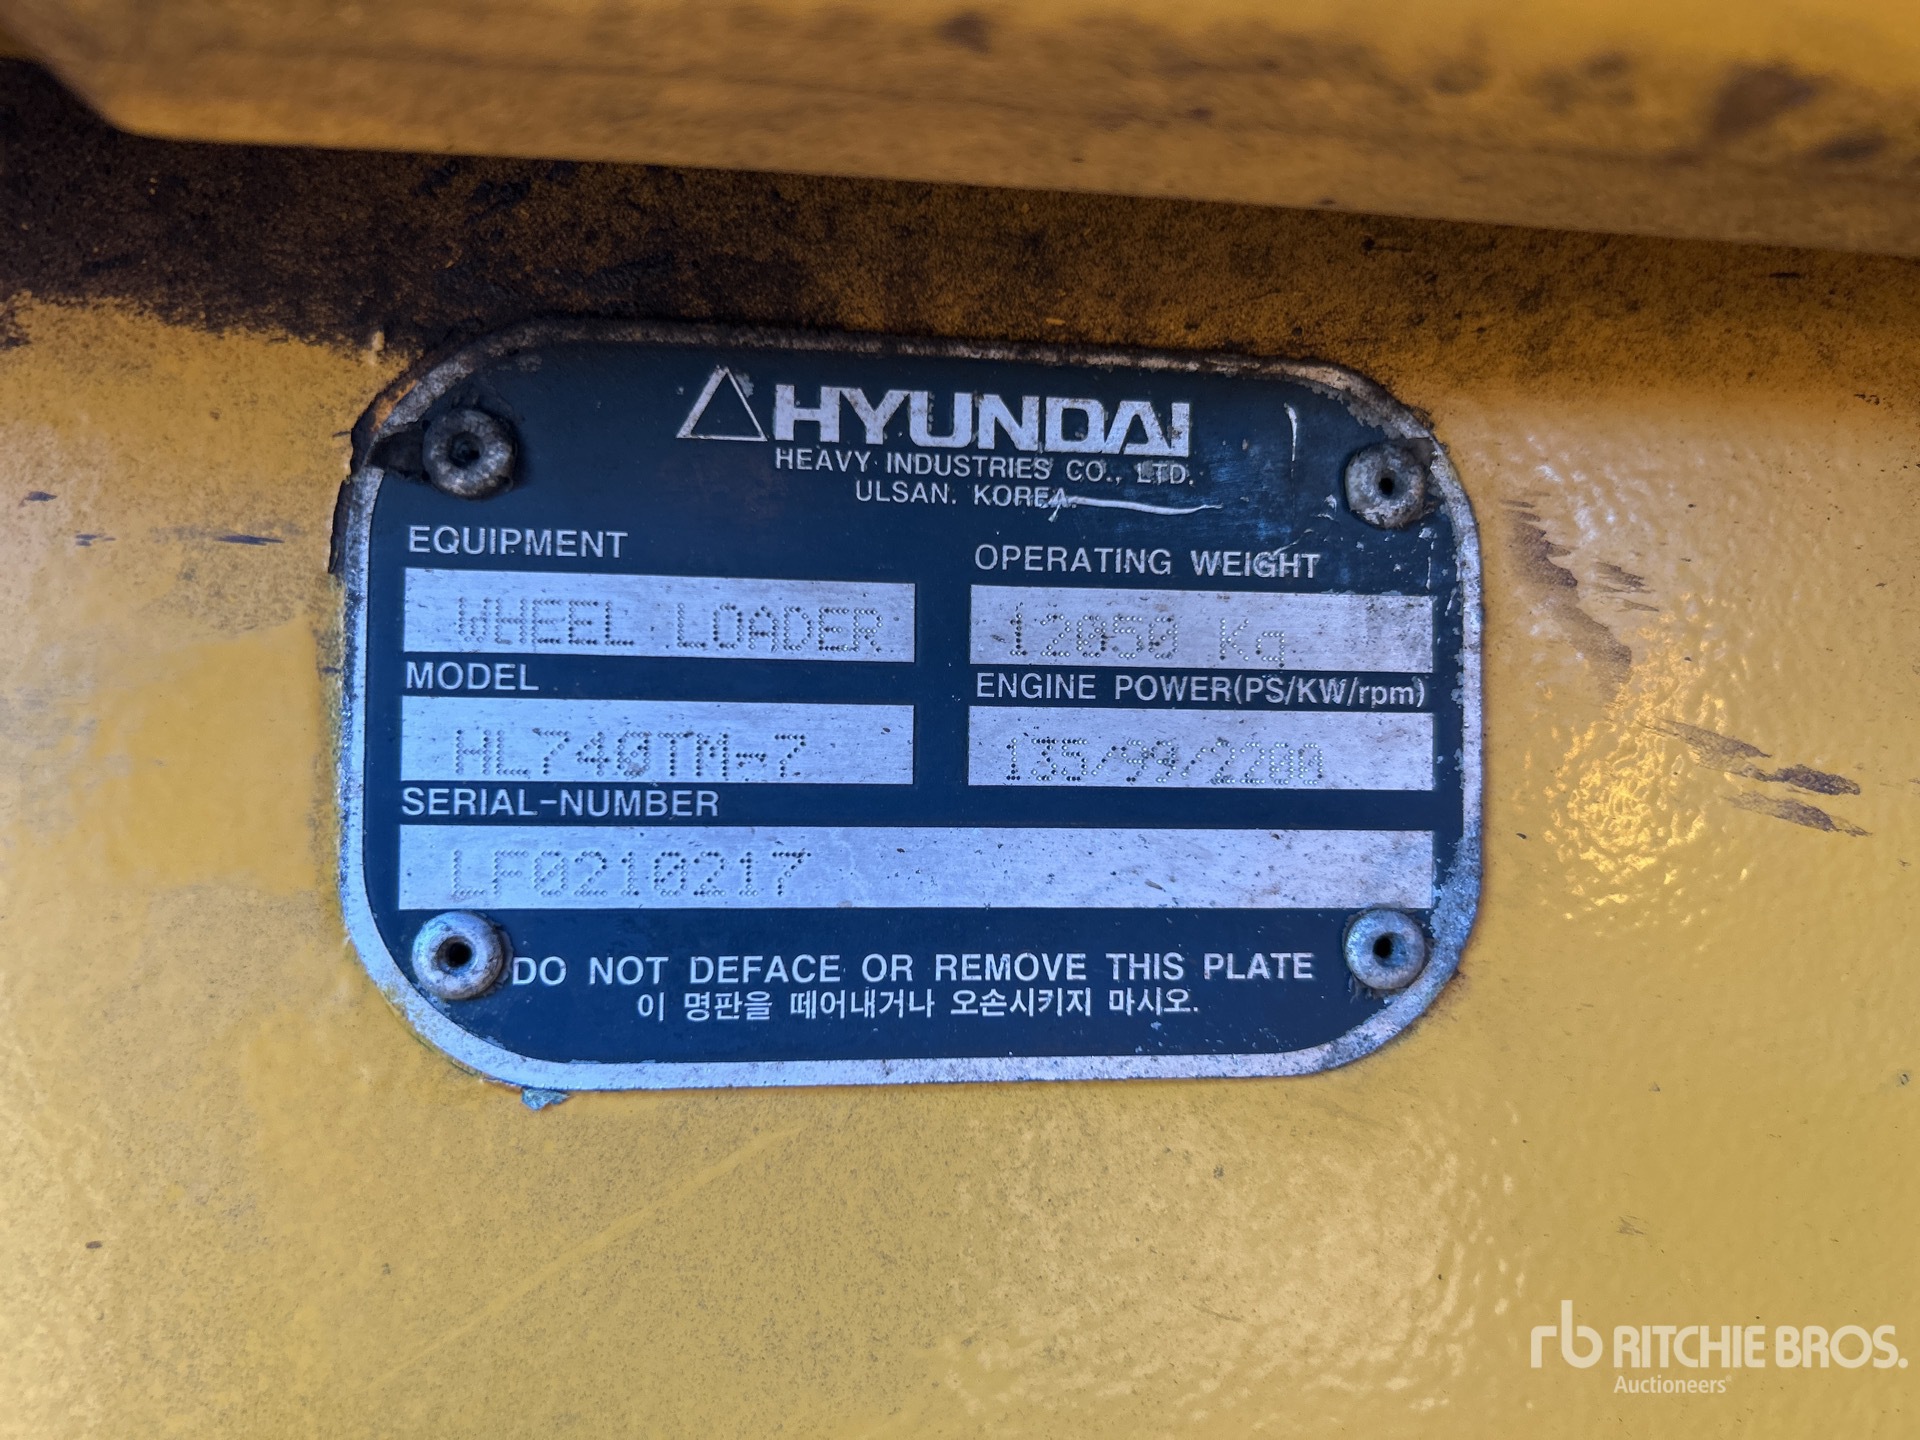 HYUNDAI
HEAVY INDUSTRIES CO., LTD.
ULSAN. KOREA.
EQUIPMENT
WHEEL LOADER
OPERATING WEIGHT
12050 Kg
MODEL
HL740TM-7
ENGINE POWER(PS/KW/rpm)
135/99/2200
SERIAL-NUMBER
LF0210217
DO NOT DEFACE OR REMOVE THIS PLATE
이 명판을 떼어내거나 오손시키지 마시오.
rb RITCHIE BROS.
Auctioneers